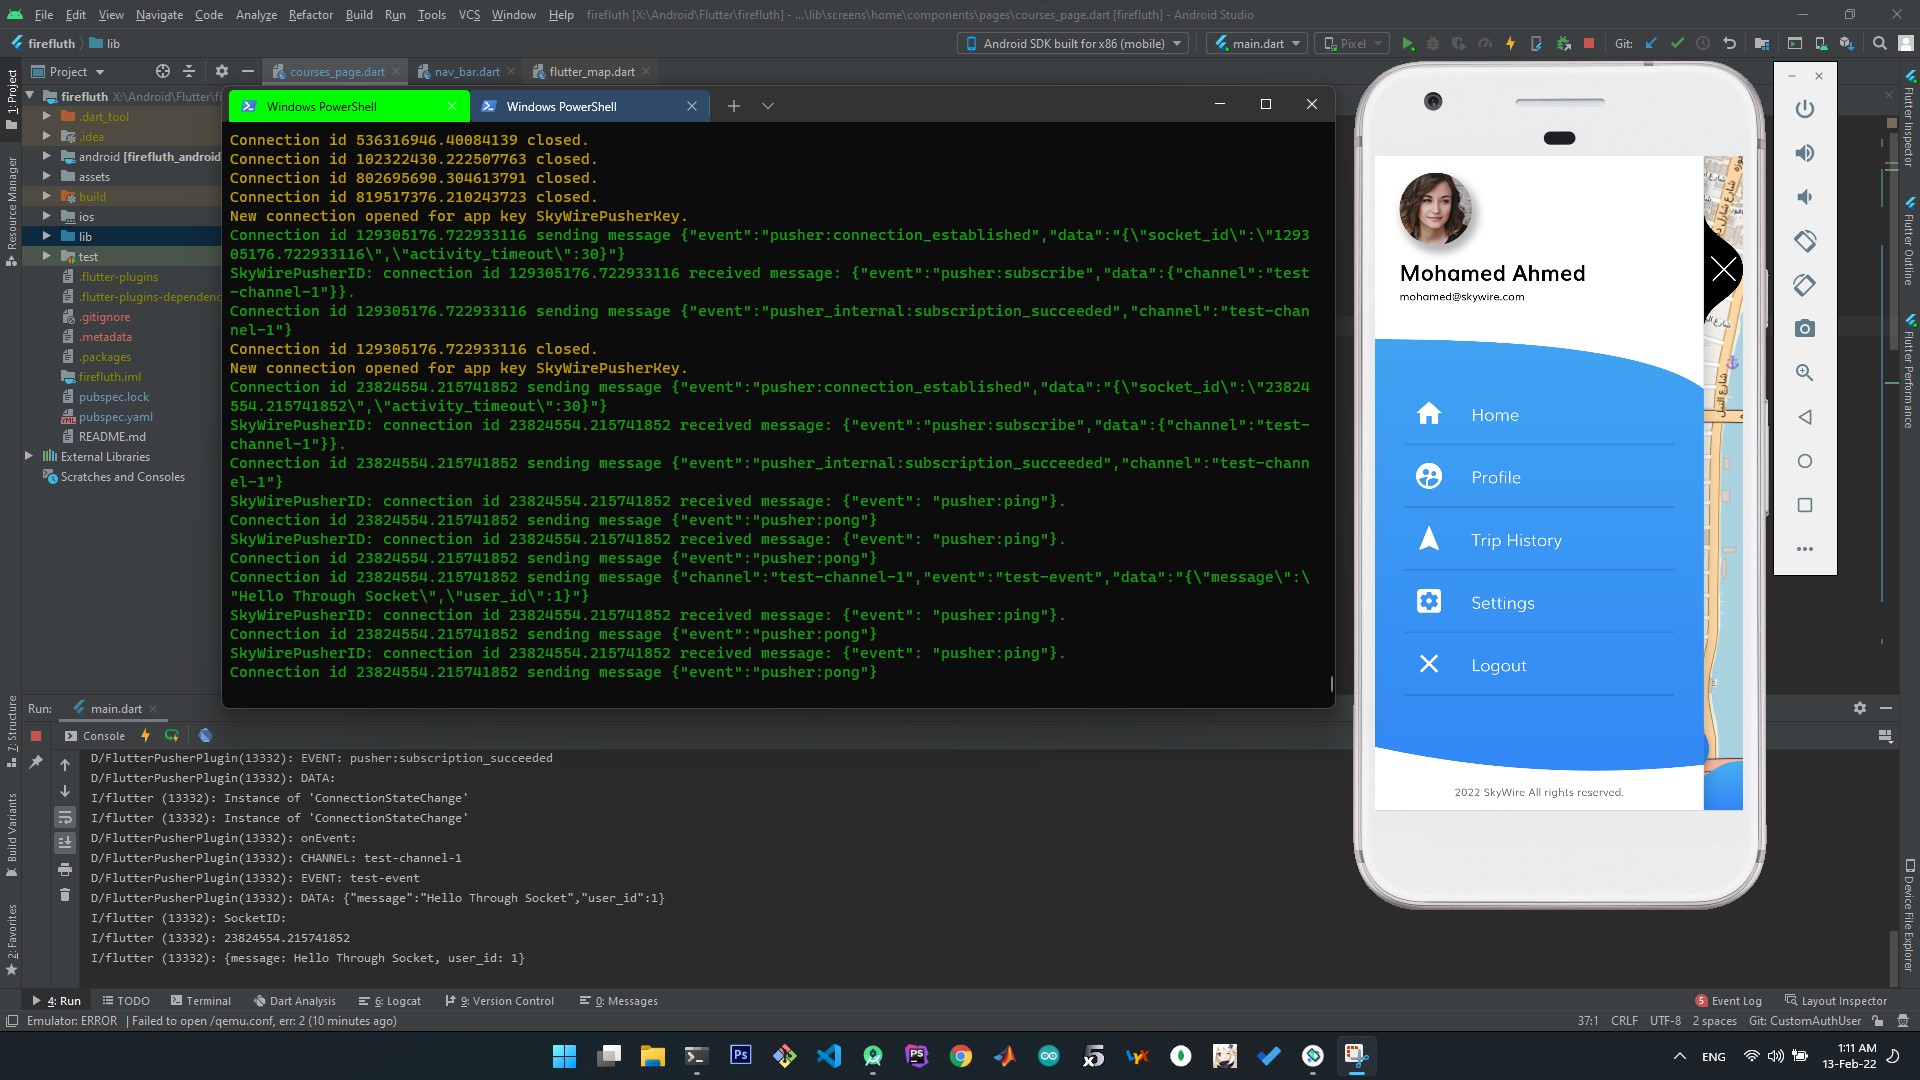 File Edit View Navigate Code Analyze Refactor Build Run Tools VCS Window Help firefluth [X:\Android\Flutter\firefluth] - ...\lib\screens\home\components\pages\courses_page.dart [firefluth] - Android Studio
firefluth lib Android SDK built for x86 (mobile) main.dart Pixel Git:
Project courses_page.dart nav_bar.dart flutter_map.dart
firefluth X:\Android\Flutter\fi
.dart_tool
.idea
android [firefluth_android]
assets
build
ios
lib
test
.flutter-plugins
.flutter-plugins-dependenc
.gitignore
.metadata
.packages
firefluth.iml
pubspec.lock
pubspec.yaml
README.md
External Libraries
Scratches and Consoles
1: Project
Resource Manager
7: Structure
Build Variants
2: Favorites
Windows PowerShell Windows PowerShell
Connection id 536316946.40084139 closed.
Connection id 102322430.222507763 closed.
Connection id 802695690.304613791 closed.
Connection id 819517376.210243723 closed.
New connection opened for app key SkyWirePusherKey.
Connection id 129305176.722933116 sending message {"event":"pusher:connection_established","data":"{\"socket_id\":\"1293
05176.722933116\",\"activity_timeout\":30}"}
SkyWirePusherID: connection id 129305176.722933116 received message: {"event":"pusher:subscribe","data":{"channel":"test
-channel-1"}}.
Connection id 129305176.722933116 sending message {"event":"pusher_internal:subscription_succeeded","channel":"test-chan
nel-1"}
Connection id 129305176.722933116 closed.
New connection opened for app key SkyWirePusherKey.
Connection id 23824554.215741852 sending message {"event":"pusher:connection_established","data":"{\"socket_id\":\"23824
554.215741852\",\"activity_timeout\":30}"}
SkyWirePusherID: connection id 23824554.215741852 received message: {"event":"pusher:subscribe","data":{"channel":"test-
channel-1"}}.
Connection id 23824554.215741852 sending message {"event":"pusher_internal:subscription_succeeded","channel":"test-chann
el-1"}
SkyWirePusherID: connection id 23824554.215741852 received message: {"event": "pusher:ping"}.
Connection id 23824554.215741852 sending message {"event":"pusher:pong"}
SkyWirePusherID: connection id 23824554.215741852 received message: {"event": "pusher:ping"}.
Connection id 23824554.215741852 sending message {"event":"pusher:pong"}
Connection id 23824554.215741852 sending message {"channel":"test-channel-1","event":"test-event","data":"{\"message\":\
"Hello Through Socket\",\"user_id\":1}"}
SkyWirePusherID: connection id 23824554.215741852 received message: {"event": "pusher:ping"}.
Connection id 23824554.215741852 sending message {"event":"pusher:pong"}
SkyWirePusherID: connection id 23824554.215741852 received message: {"event": "pusher:ping"}.
Connection id 23824554.215741852 sending message {"event":"pusher:pong"}
Mohamed Ahmed
mohamed@skywire.com
Home
Profile
Trip History
Settings
Logout
2022 SkyWire All rights reserved.
شارع النيل
Flutter Inspector
Flutter Outline
Flutter Performance
Device File Explorer
Run: main.dart
Console
D/FlutterPusherPlugin(13332): EVENT: pusher:subscription_succeeded
D/FlutterPusherPlugin(13332): DATA:
I/flutter (13332): Instance of 'ConnectionStateChange'
I/flutter (13332): Instance of 'ConnectionStateChange'
D/FlutterPusherPlugin(13332): onEvent:
D/FlutterPusherPlugin(13332): CHANNEL: test-channel-1
D/FlutterPusherPlugin(13332): EVENT: test-event
D/FlutterPusherPlugin(13332): DATA: {"message":"Hello Through Socket","user_id":1}
I/flutter (13332): SocketID:
I/flutter (13332): 23824554.215741852
I/flutter (13332): {message: Hello Through Socket, user_id: 1}
4: Run TODO Terminal Dart Analysis 6: Logcat 9: Version Control 0: Messages 5 Event Log Layout Inspector
Emulator: ERROR | Failed to open /qemu.conf, err: 2 (10 minutes ago) 37:1 CRLF UTF-8 2 spaces Git: CustomAuthUser
Ps PS x5 ENG 1:11 AM
13-Feb-22